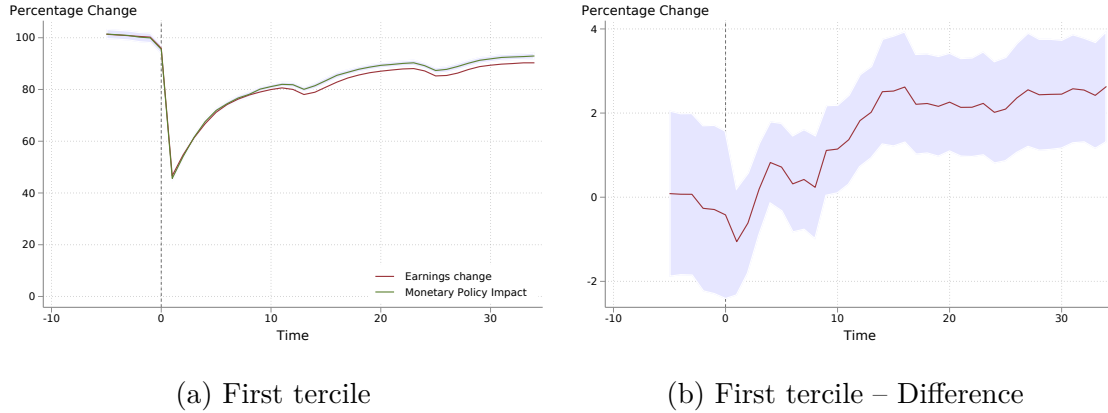 Percentage Change
100
80
60
40
20
0
-10
0
10
20
30
Time
Earnings change
Monetary Policy Impact
(a) First tercile
Percentage Change
4
2
0
-2
-10
0
10
20
30
Time
(b) First tercile – Difference